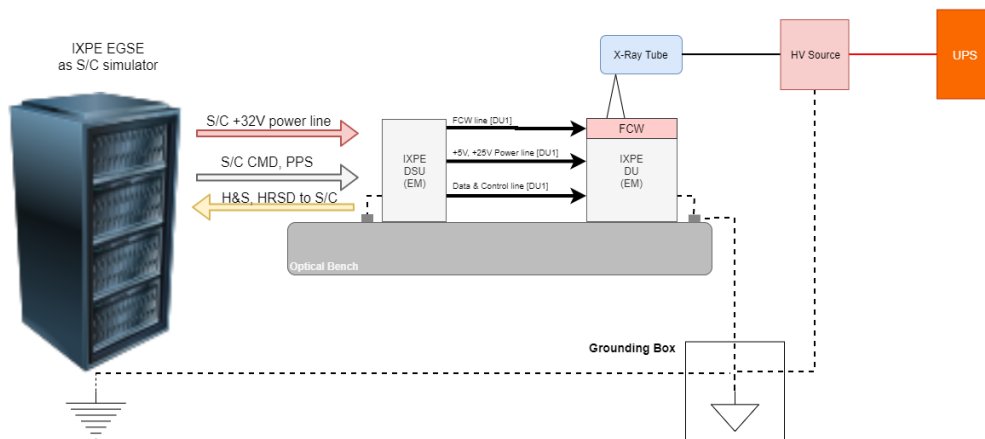 IXPE EGSE
as S/C simulator
S/C +32V power line
S/C CMD, PPS
H&S, HRSD to S/C
IXPE
DSU
(EM)
FCW line [DU1]
+5V, +25V Power line [DU1]
Data & Control line [DU1]
X-Ray Tube
FCW
IXPE
DU
(EM)
HV Source
UPS
Optical Bench
Grounding Box